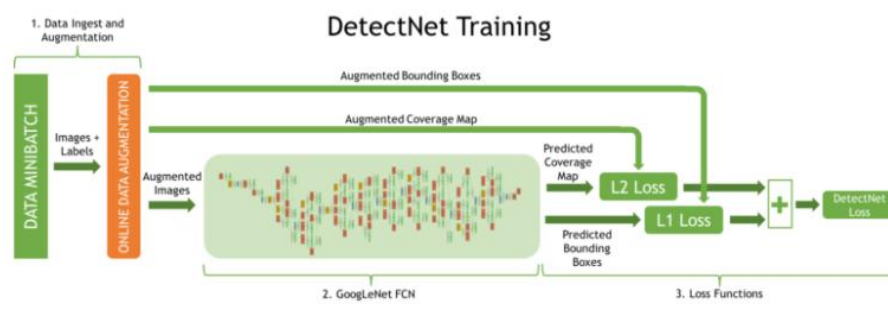 DetectNet Training
1. Data Ingest and
Augmentation
DATA MINIBATCH
Images +
Labels
ONLINE DATA AUGMENTATION
Augmented Bounding Boxes
Augmented Coverage Map
Augmented
Images
Predicted
Coverage
Map
L2 Loss
L1 Loss
Predicted
Bounding
Boxes
+
DetectNet
Loss
2. GoogLeNet FCN
3. Loss Functions